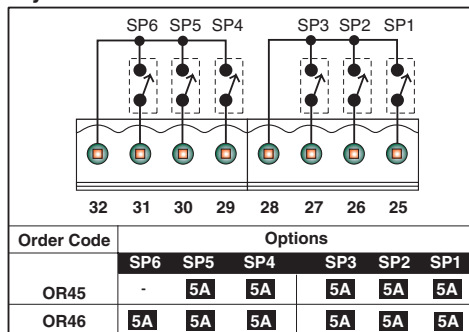 SP6 SP5 SP4 SP3 SP2 SP1
32 31 30 29 28 27 26 25
Order Code Options
SP6 SP5 SP4 SP3 SP2 SP1
OR45 - 5A 5A 5A 5A 5A
OR46 5A 5A 5A 5A 5A 5A